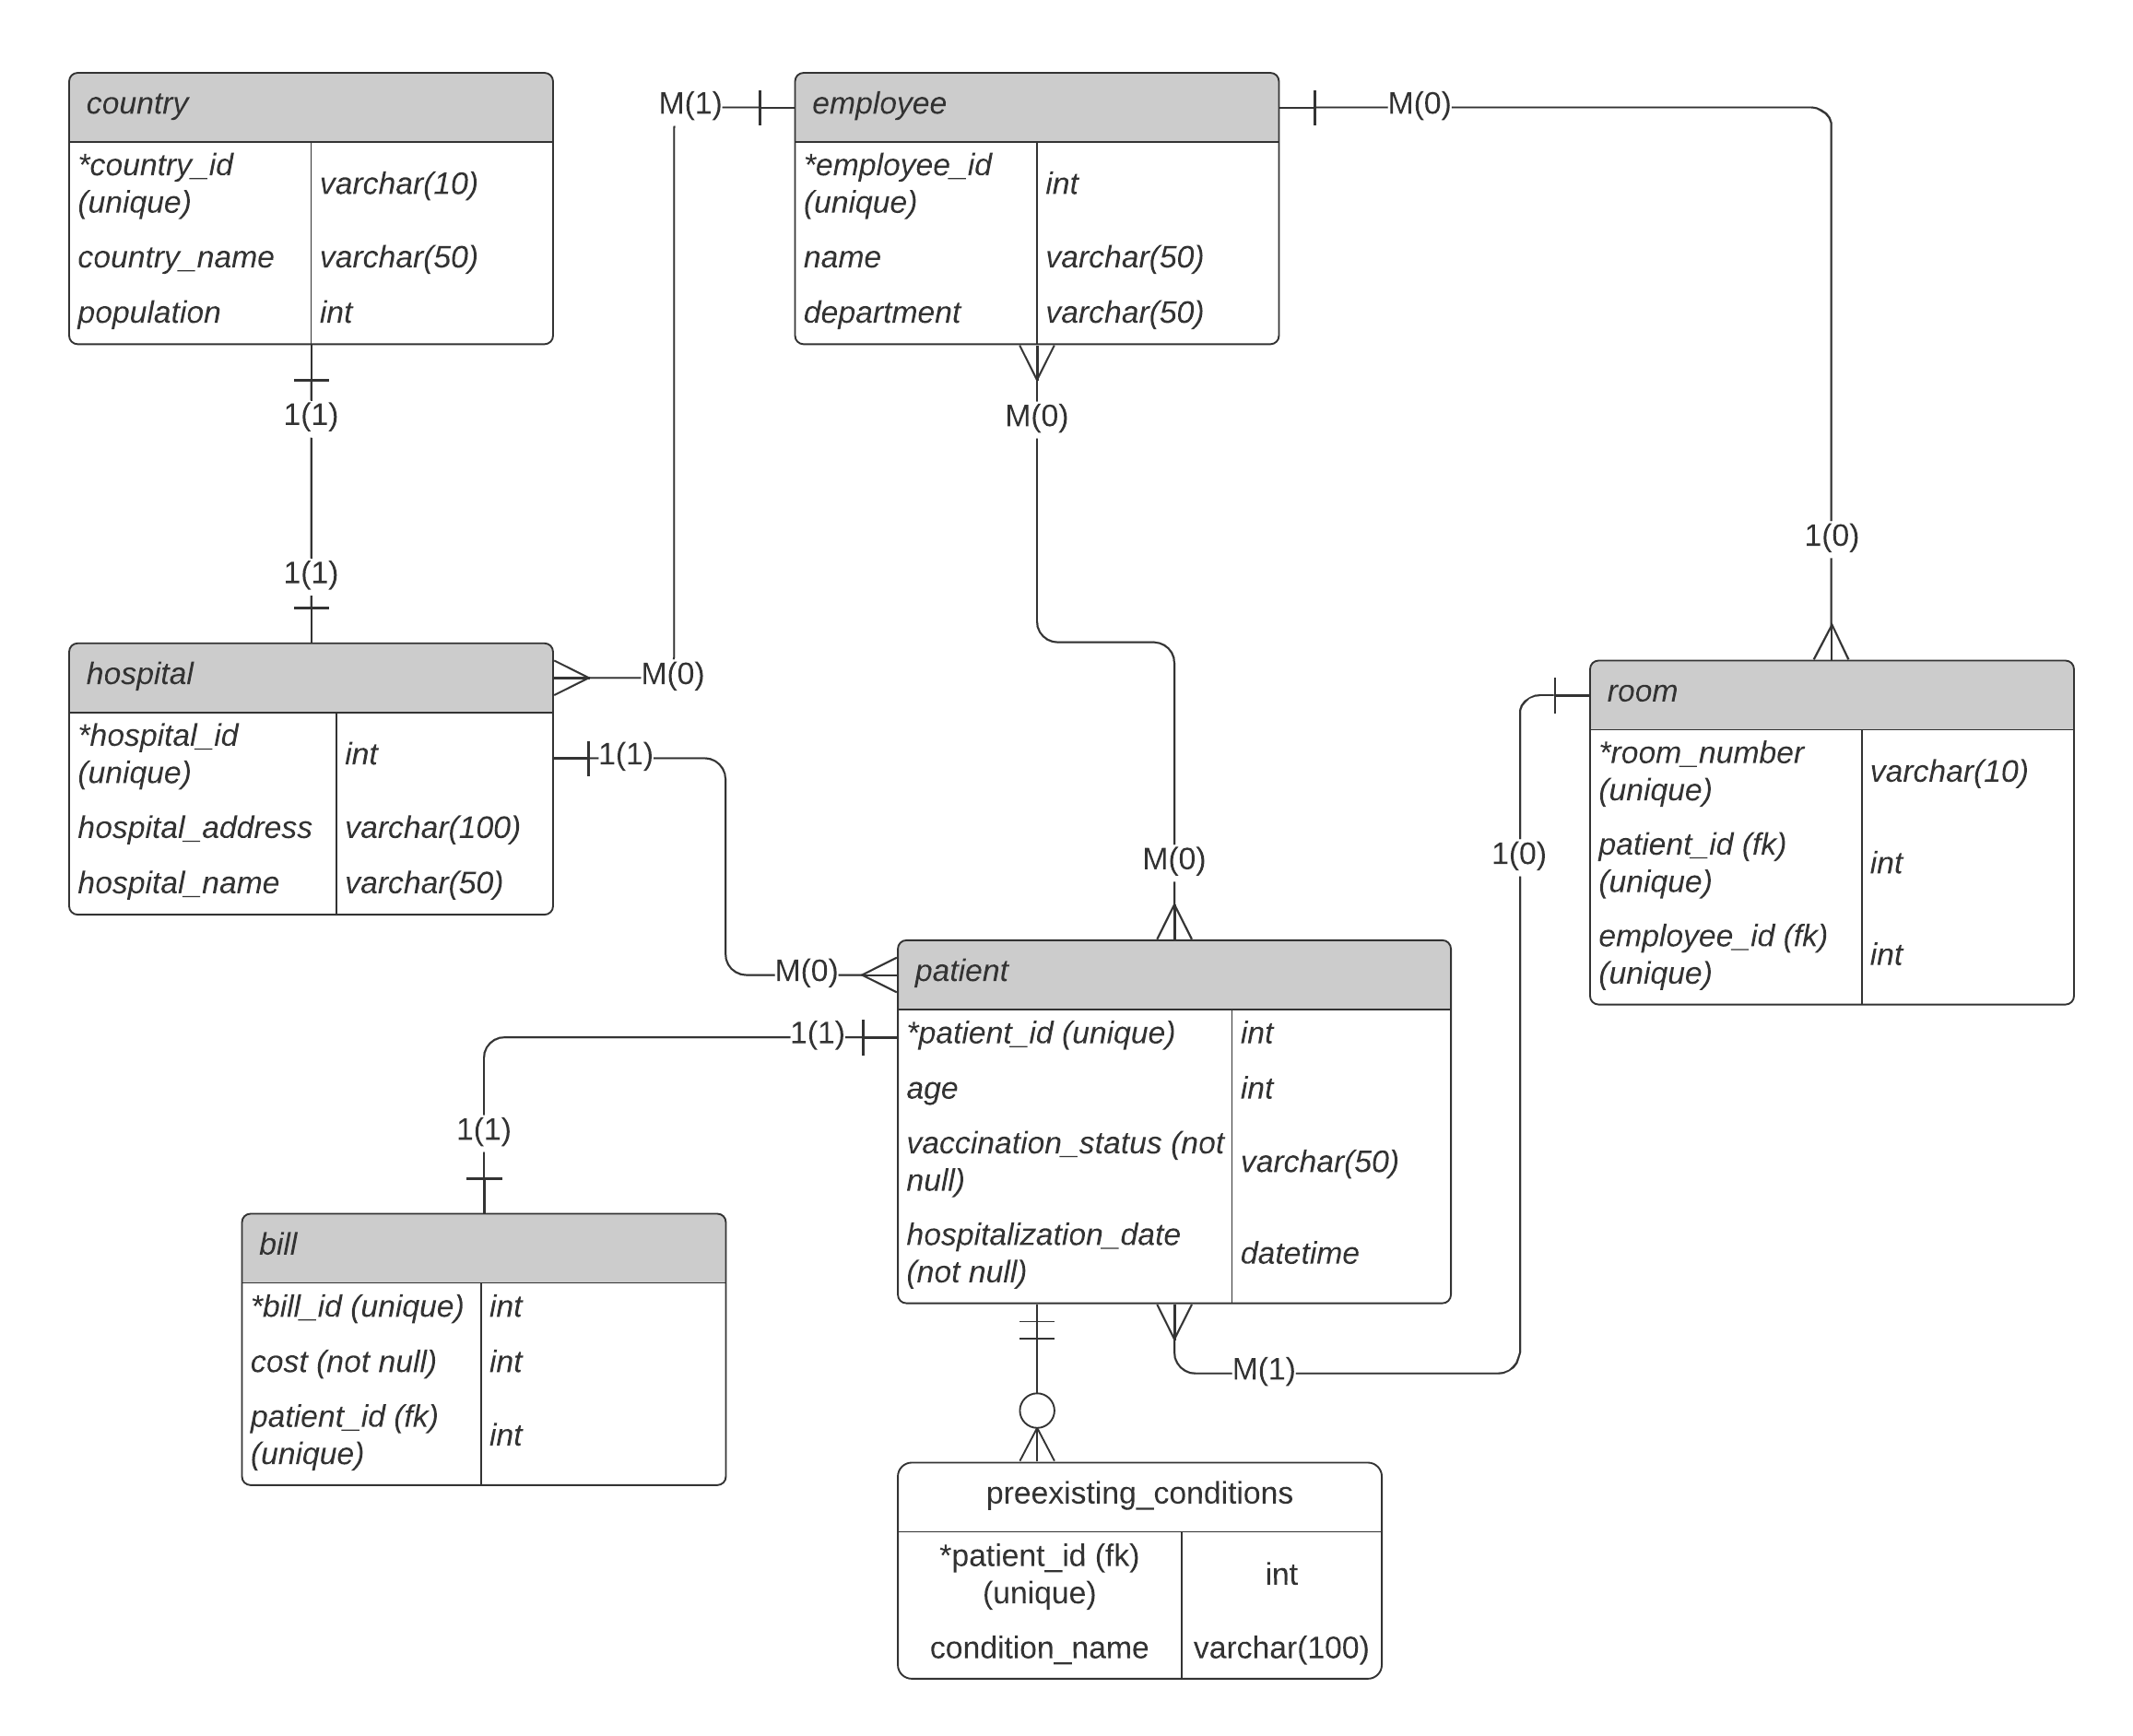 country
*country_id
(unique)
varchar(10)
country_name
varchar(50)
population
int
1(1)
1(1)
M(1)
M(0)
employee
*employee_id
(unique)
int
name
varchar(50)
department
varchar(50)
M(0)
M(0)
M(0)
1(0)
hospital
*hospital_id
(unique)
int
hospital_address
varchar(100)
hospital_name
varchar(50)
1(1)
M(0)
room
*room_number
(unique)
varchar(10)
patient_id (fk)
(unique)
int
employee_id (fk)
(unique)
int
1(0)
M(1)
patient
*patient_id (unique)
int
age
int
vaccination_status (not
null)
varchar(50)
hospitalization_date
(not null)
datetime
1(1)
1(1)
bill
*bill_id (unique)
int
cost (not null)
int
patient_id (fk)
(unique)
int
preexisting_conditions
*patient_id (fk)
(unique)
int
condition_name
varchar(100)